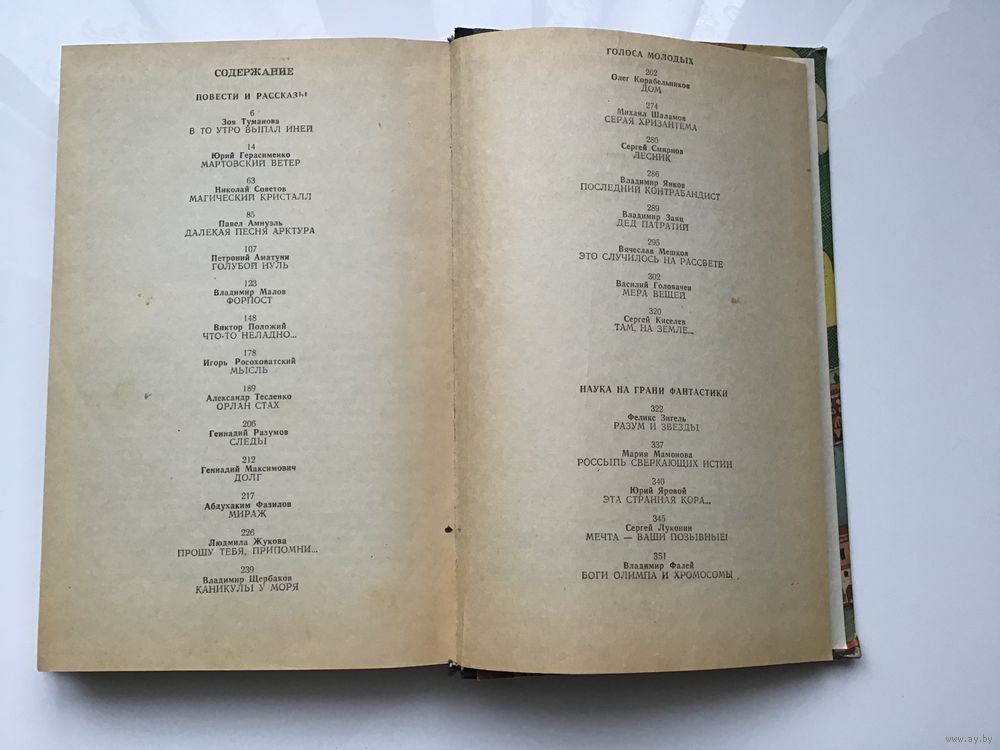 СОДЕРЖАНИЕ
ПОВЕСТИ И РАССКАЗЫ
6
Зоя Туманова
В ТО УТРО ВЫПАЛ ИНЕЙ
14
Юрий Герасименко
МАРТОВСКИЙ ВЕТЕР
63
Николай Советов
МАГИЧЕСКИЙ КРИСТАЛЛ
85
Павел Амнуэль
ДАЛЕКАЯ ПЕСНЯ АРКТУРА
107
Петроний Аматуни
ГОЛУБОЙ НУЛЬ
123
Владимир Малов
ФОРПОСТ
148
Виктор Положий
ЧТО-ТО НЕЛАДНО...
178
Игорь Росоховатский
МЫСЛЬ
189
Александр Тесленко
ОРЛАН СТАХ
206
Геннадий Разумов
СЛЕДЫ
212
Геннадий Максимович
ДОЛГ
217
Абдухаким Фазилов
МИРАЖ
226
Людмила Жукова
ПРОШУ ТЕБЯ, ПРИПОМНИ...
239
Владимир Щербаков
КАНИКУЛЫ У МОРЯ
ГОЛОСА МОЛОДЫХ
262
Олег Корабельников
ДОМ
274
Михаил Шаламов
СЕРАЯ ХРИЗАНТЕМА
280
Сергей Смирнов
ЛЕСНИК
286
Владимир Янков
ПОСЛЕДНИЙ КОНТРАБАНДИСТ
289
Владимир Заяц
ДЕД ПАТРАТИЙ
295
Вячеслав Мешков
ЭТО СЛУЧИЛОСЬ НА РАССВЕТЕ
302
Василий Головачев
МЕРА ВЕЩЕЙ
320
Сергей Киселев
ТАМ, НА ЗЕМЛЕ...
НАУКА НА ГРАНИ ФАНТАСТИКИ
322
Феликс Зигель
РАЗУМ И ЗВЕЗДЫ
337
Мария Мамонова
РОССЫПЬ СВЕРКАЮЩИХ ИСТИН
340
Юрий Яровой
ЭТА СТРАННАЯ КОРА...
345
Сергей Луконин
МЕЧТА — ВАШИ ПОЗЫВНЫЕ!
351
Владимир Фалей
БОГИ ОЛИМПА И ХРОМОСОМЫ
www.ay.by